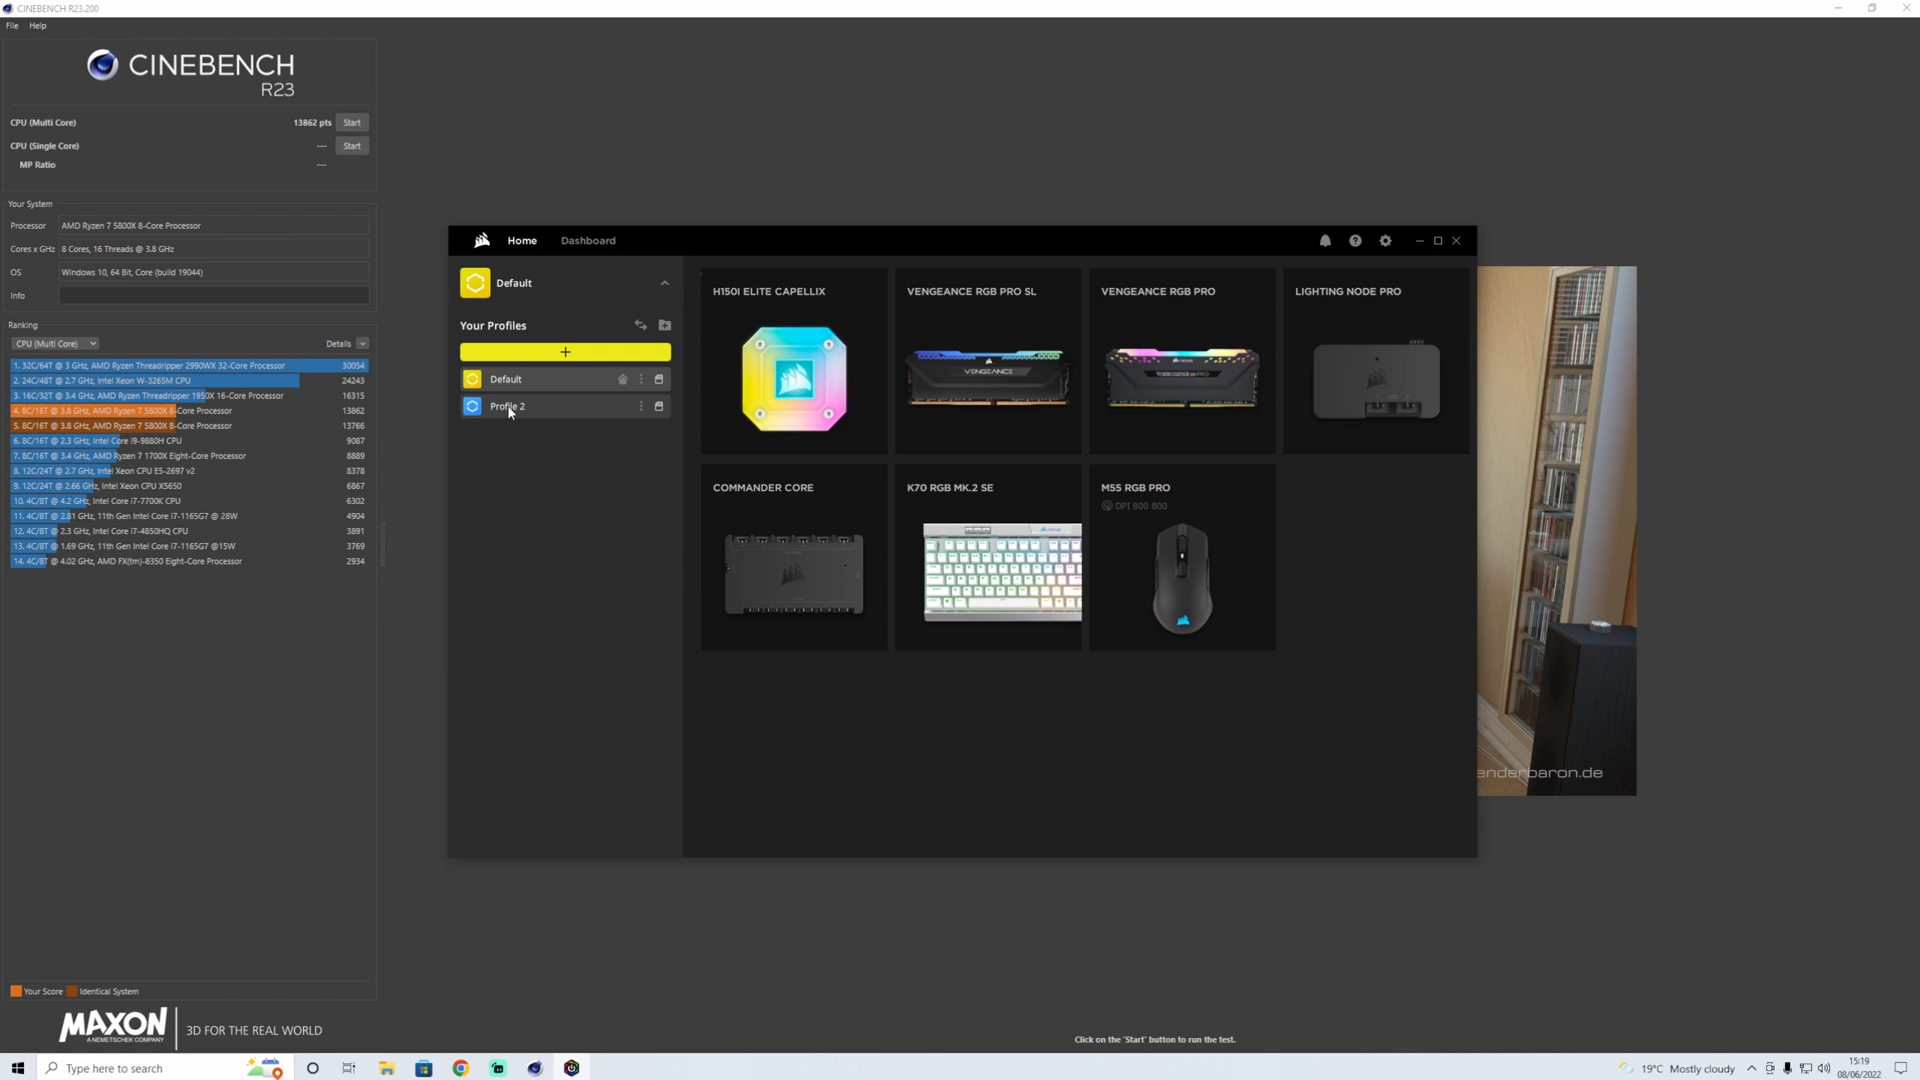 CINEBENCH R23.200
File Help
CINEBENCH
R23
CPU (Multi Core) 13862 pts Start
CPU (Single Core) --- Start
MP Ratio ---
Your System
Processor AMD Ryzen 7 5800X 8-Core Processor
Cores x GHz 8 Cores, 16 Threads @ 3.8 GHz
OS Windows 10, 64 Bit, Core (build 19044)
Info
Ranking
CPU (Multi Core) Details
1. 32C/64T @ 3 GHz, AMD Ryzen Threadripper 2990WX 32-Core Processor 30054
2. 24C/48T @ 2.7 GHz, Intel Xeon W-3265M CPU 24243
3. 16C/32T @ 3.4 GHz, AMD Ryzen Threadripper 1950X 16-Core Processor 16315
4. 8C/16T @ 3.8 GHz, AMD Ryzen 7 5800X 8-Core Processor 13862
5. 8C/16T @ 3.8 GHz, AMD Ryzen 7 5800X 8-Core Processor 13766
6. 8C/16T @ 2.3 GHz, Intel Core i9-9880H CPU 9087
7. 8C/16T @ 3.4 GHz, AMD Ryzen 7 1700X Eight-Core Processor 8889
8. 12C/24T @ 2.7 GHz, Intel Xeon CPU E5-2697 v2 8378
9. 12C/24T @ 2.66 GHz, Intel Xeon CPU X5650 6867
10. 4C/8T @ 4.2 GHz, Intel Core i7-7700K CPU 6302
11. 4C/8T @ 2.81 GHz, 11th Gen Intel Core i7-1165G7 @ 28W 4904
12. 4C/8T @ 2.3 GHz, Intel Core i7-4850HQ CPU 3891
13. 4C/8T @ 1.69 GHz, 11th Gen Intel Core i7-1165G7 @15W 3769
14. 4C/8T @ 4.02 GHz, AMD FX(tm)-8350 Eight-Core Processor 2934
Your Score Identical System
MAXON
A NEMETSCHEK COMPANY
3D FOR THE REAL WORLD
Home Dashboard
Default
Your Profiles
+
Default
Profile 2
H150I ELITE CAPELLIX
VENGEANCE RGB PRO SL
VENGEANCE RGB PRO
LIGHTING NODE PRO
VENGEANCE
COMMANDER CORE
K70 RGB MK.2 SE
M55 RGB PRO
DPI 800 800
enderbaron.de
Click on the 'Start' button to run the test.
Type here to search
19°C Mostly cloudy
15:19
08/06/2022